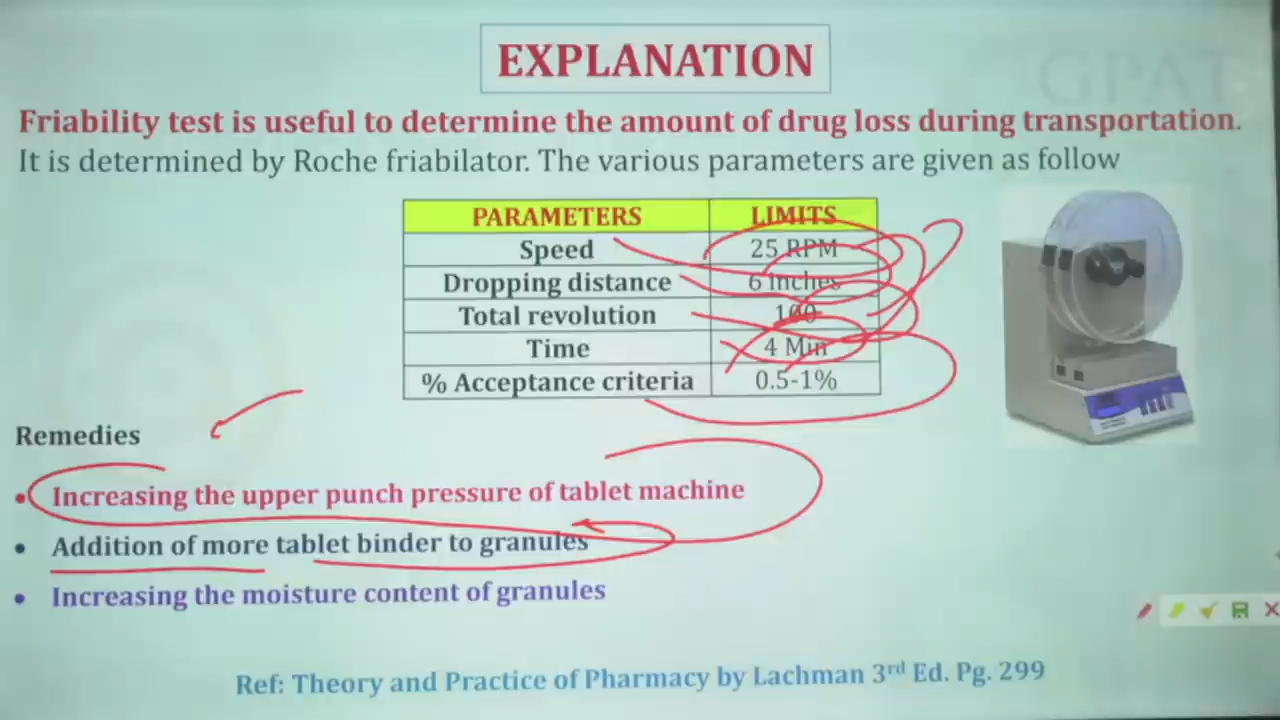 GPAT
EXPLANATION
Friability test is useful to determine the amount of drug loss during transportation.
It is determined by Roche friabilator. The various parameters are given as follow
PARAMETERS LIMITS
Speed 25 RPM
Dropping distance 6 inches
Total revolution 100
Time 4 Min
% Acceptance criteria 0.5-1%
Remedies
• Increasing the upper punch pressure of tablet machine
• Addition of more tablet binder to granules
• Increasing the moisture content of granules
Ref: Theory and Practice of Pharmacy by Lachman 3rd Ed. Pg. 299